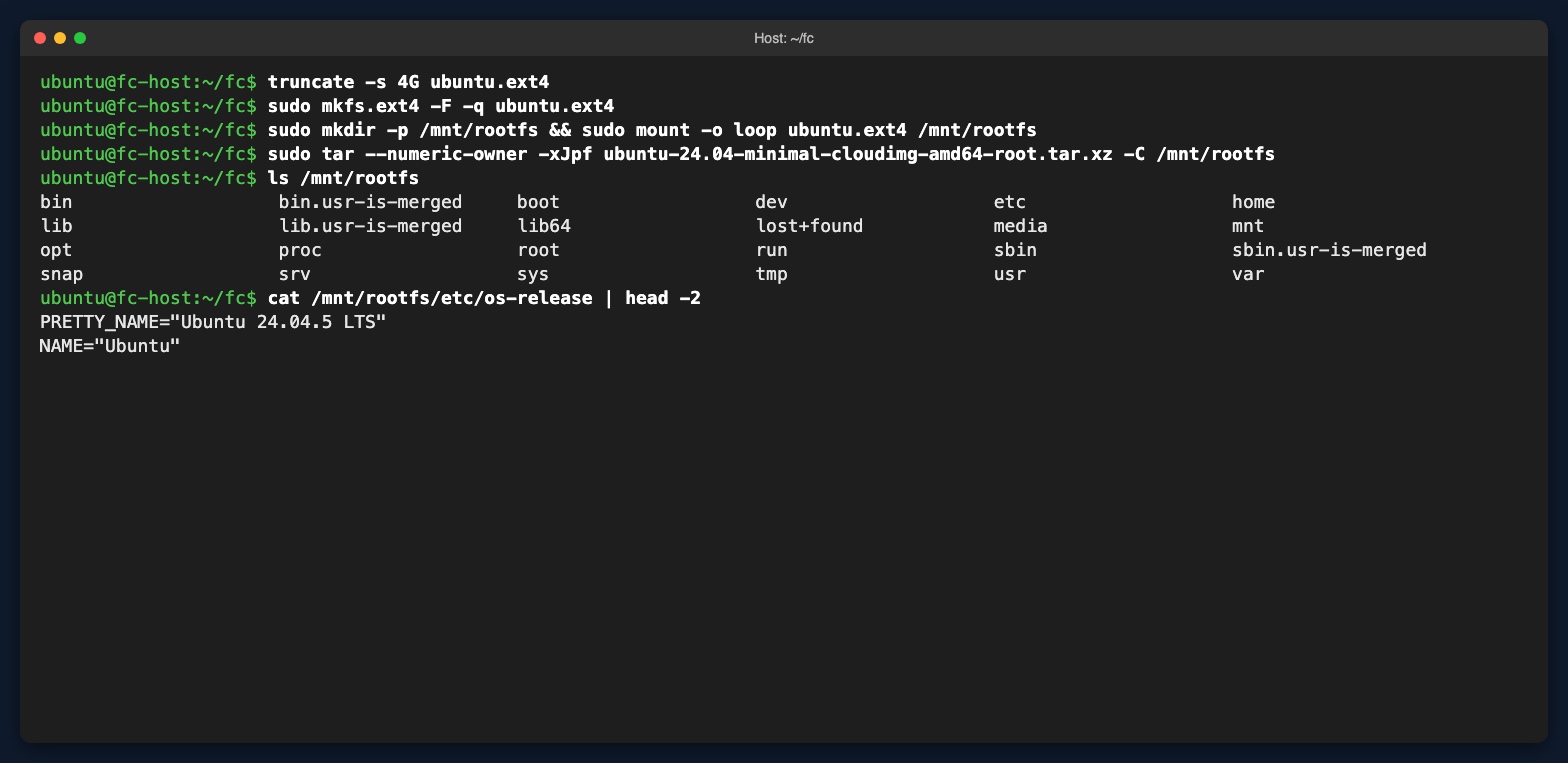 Host: ~/fc
ubuntu@fc-host:~/fc$ truncate -s 4G ubuntu.ext4
ubuntu@fc-host:~/fc$ sudo mkfs.ext4 -F -q ubuntu.ext4
ubuntu@fc-host:~/fc$ sudo mkdir -p /mnt/rootfs && sudo mount -o loop ubuntu.ext4 /mnt/rootfs
ubuntu@fc-host:~/fc$ sudo tar --numeric-owner -xJpf ubuntu-24.04-minimal-cloudimg-amd64-root.tar.xz -C /mnt/rootfs
ubuntu@fc-host:~/fc$ ls /mnt/rootfs
bin bin.usr-is-merged boot dev etc home
lib lib.usr-is-merged lib64 lost+found media mnt
opt proc root run sbin sbin.usr-is-merged
snap srv sys tmp usr var
ubuntu@fc-host:~/fc$ cat /mnt/rootfs/etc/os-release | head -2
PRETTY_NAME="Ubuntu 24.04.5 LTS"
NAME="Ubuntu"